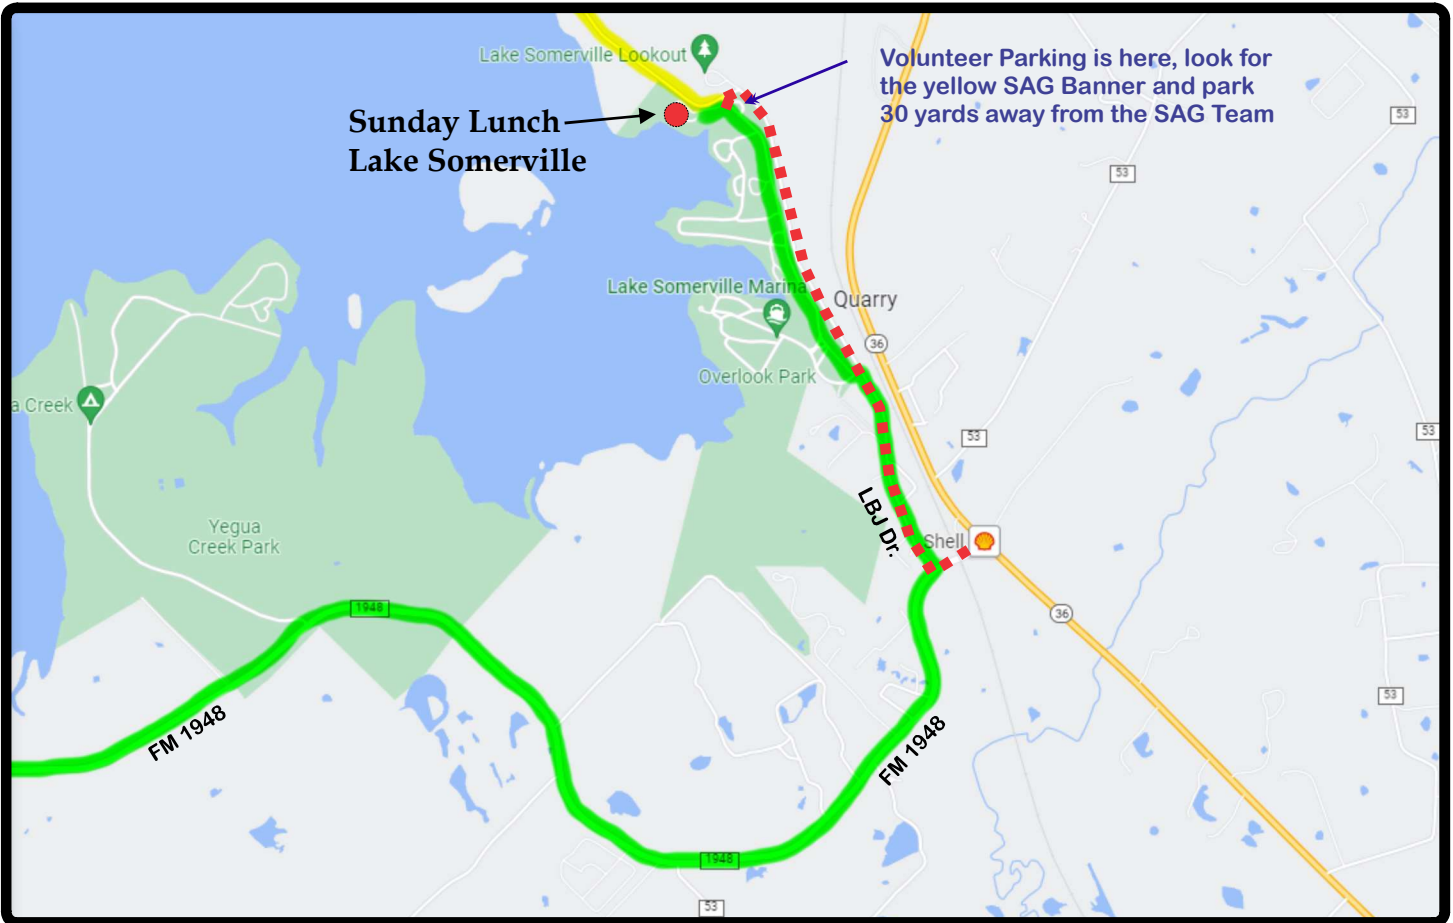 Lake Somerville Lookout
Volunteer Parking is here, look for
the yellow SAG Banner and park
30 yards away from the SAG Team
Sunday Lunch
Lake Somerville
53
53
Lake Somerville Marina
Quarry
36
Overlook Park
a Creek
53
53
LBJ Dr.
Yegua
Creek Park
Shell
1948
36
53
FM 1948
FM 1948
1948
53